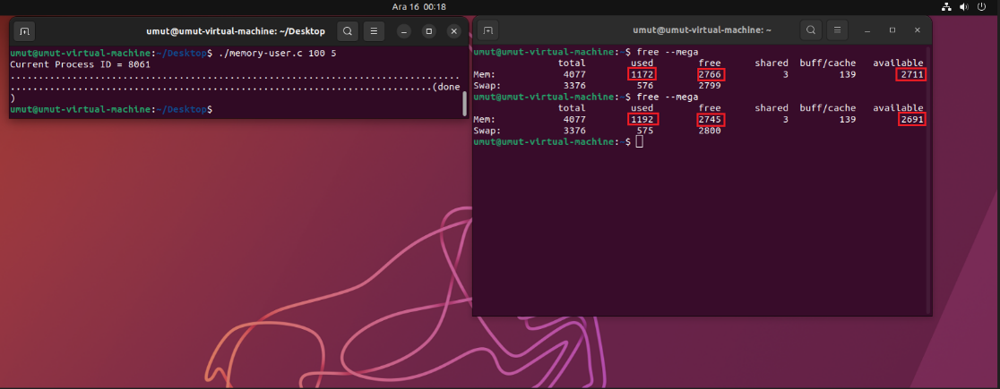 Ara 16 00:18
umut@umut-virtual-machine: ~/Desktop
umut@umut-virtual-machine:~/Desktop$ ./memory-user.c 100 5
Current Process ID = 8061
................................................................................
...........................................................................(done
)
umut@umut-virtual-machine:~/Desktop$
umut@umut-virtual-machine: ~
umut@umut-virtual-machine:~$ free --mega
total used free shared buff/cache available
Mem: 4077 1172 2766 3 139 2711
Swap: 3376 576 2799
umut@umut-virtual-machine:~$ free --mega
total used free shared buff/cache available
Mem: 4077 1192 2745 3 139 2691
Swap: 3376 575 2800
umut@umut-virtual-machine:~$